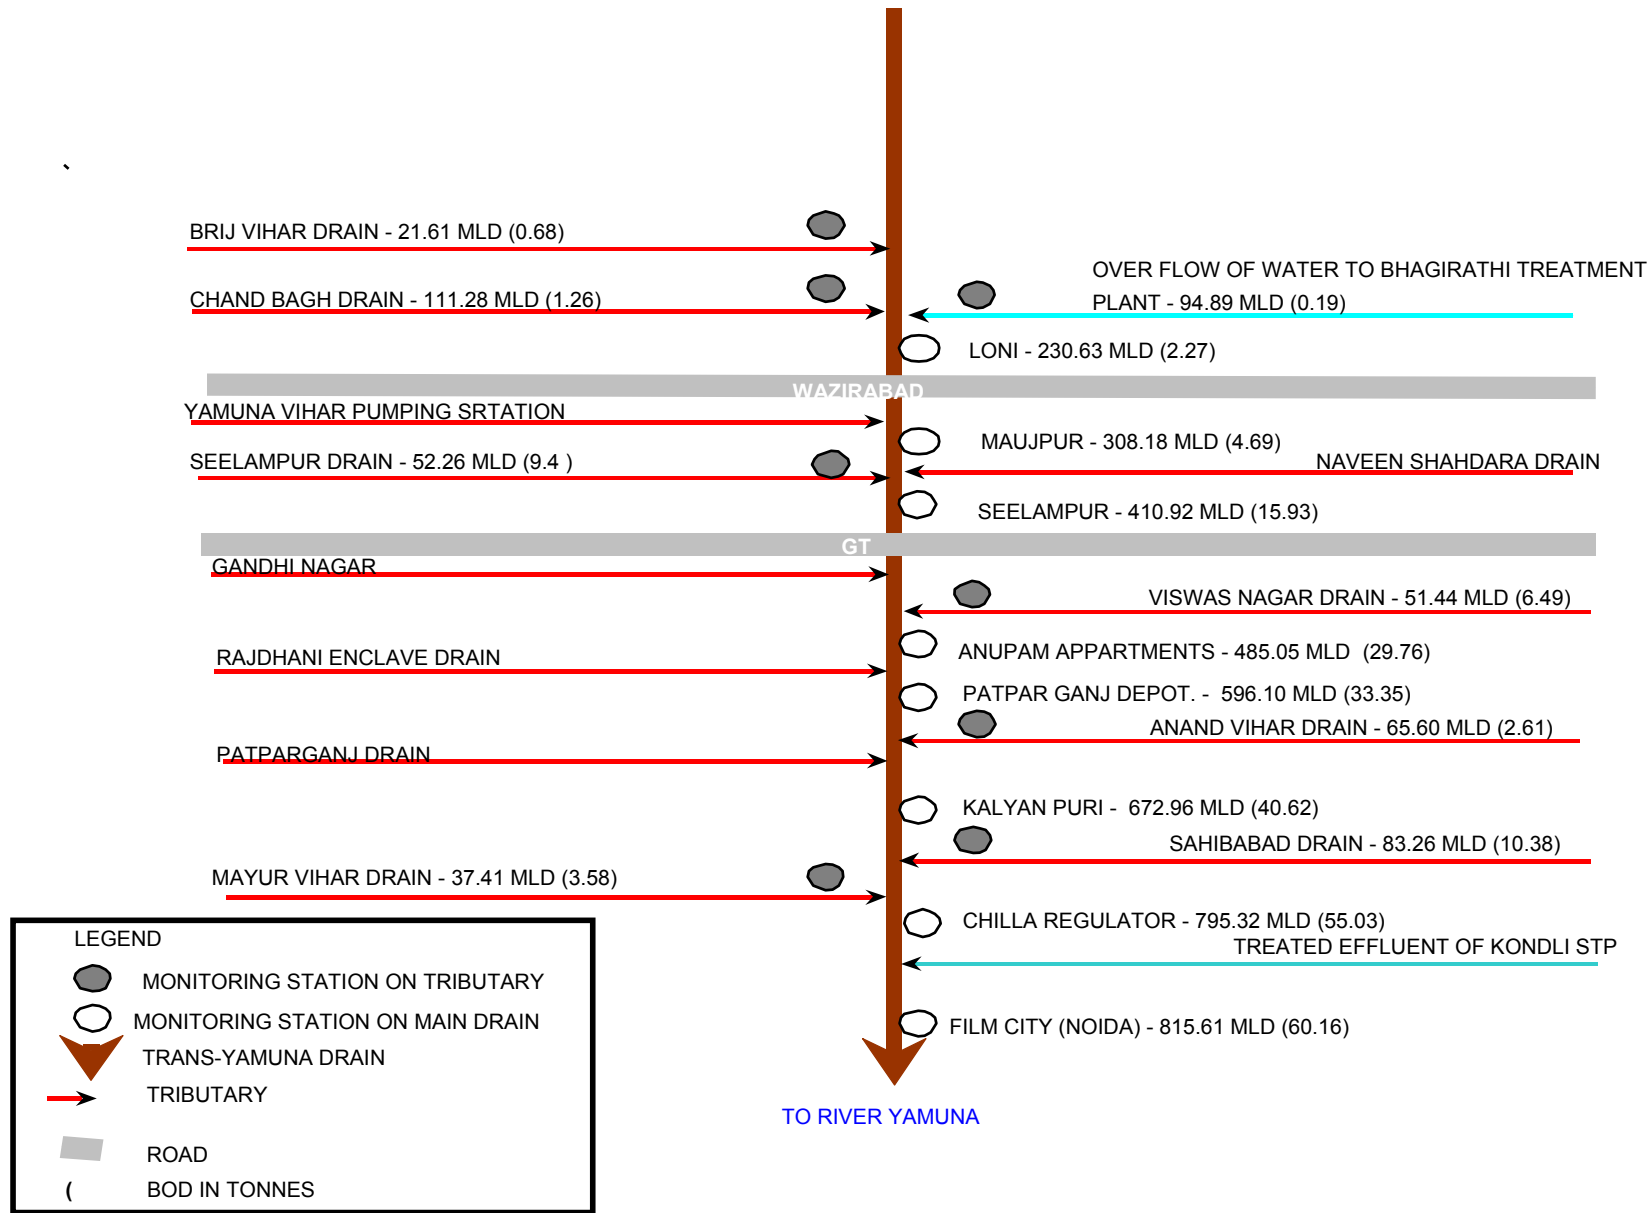 BRIJ VIHAR DRAIN - 21.61 MLD (0.68)
OVER FLOW OF WATER TO BHAGIRATHI TREATMENT
PLANT - 94.89 MLD (0.19)
CHAND BAGH DRAIN - 111.28 MLD (1.26)
LONI - 230.63 MLD (2.27)
WAZIRABAD
YAMUNA VIHAR PUMPING SRTATION
MAUJPUR - 308.18 MLD (4.69)
SEELAMPUR DRAIN - 52.26 MLD (9.4 )
NAVEEN SHAHDARA DRAIN
SEELAMPUR - 410.92 MLD (15.93)
GT
GANDHI NAGAR
VISWAS NAGAR DRAIN - 51.44 MLD (6.49)
ANUPAM APPARTMENTS - 485.05 MLD (29.76)
RAJDHANI ENCLAVE DRAIN
PATPAR GANJ DEPOT. - 596.10 MLD (33.35)
ANAND VIHAR DRAIN - 65.60 MLD (2.61)
PATPARGANJ DRAIN
KALYAN PURI - 672.96 MLD (40.62)
SAHIBABAD DRAIN - 83.26 MLD (10.38)
MAYUR VIHAR DRAIN - 37.41 MLD (3.58)
CHILLA REGULATOR - 795.32 MLD (55.03)
TREATED EFFLUENT OF KONDLI STP
FILM CITY (NOIDA) - 815.61 MLD (60.16)
TO RIVER YAMUNA
LEGEND
MONITORING STATION ON TRIBUTARY
MONITORING STATION ON MAIN DRAIN
TRANS-YAMUNA DRAIN
TRIBUTARY
ROAD
( BOD IN TONNES